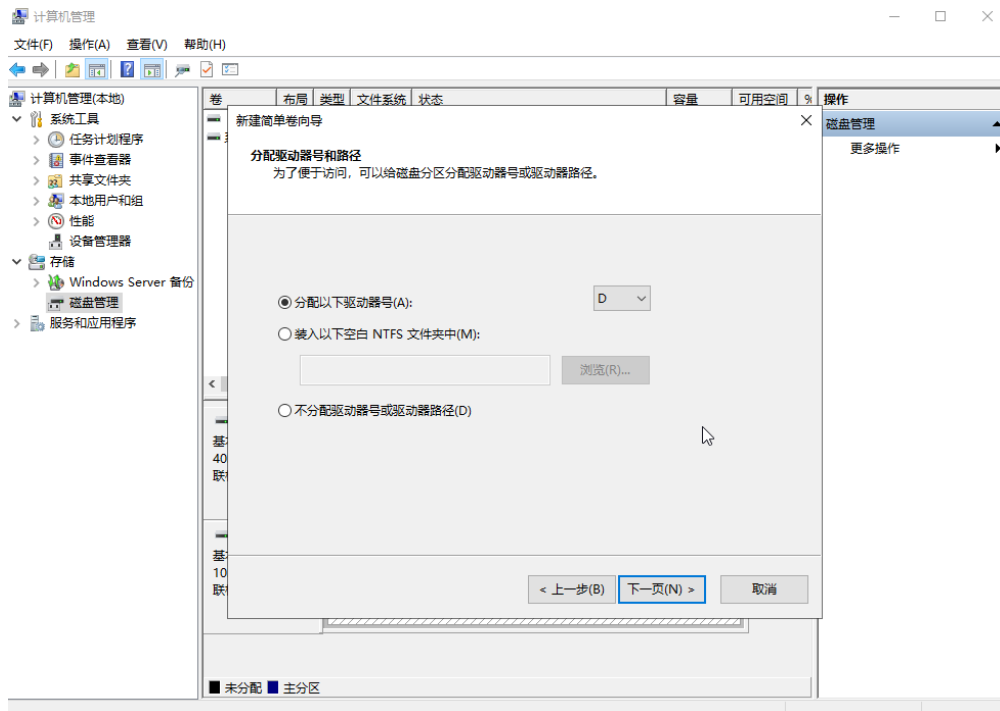 计算机管理
文件(F) 操作(A) 查看(V) 帮助(H)
计算机管理(本地)
系统工具
任务计划程序
事件查看器
共享文件夹
本地用户和组
性能
设备管理器
存储
Windows Server 备份
磁盘管理
服务和应用程序
卷 布局 类型 文件系统 状态 容量 可用空间 %
新建简单卷向导
分配驱动器号和路径
为了便于访问，可以给磁盘分区分配驱动器号或驱动器路径。
分配以下驱动器号(A): D
装入以下空白 NTFS 文件夹中(M):
浏览(R)...
不分配驱动器号或驱动器路径(D)
< 上一步(B) 下一页(N) > 取消
基
40
联
基
10
联
未分配 主分区
操作
磁盘管理
更多操作